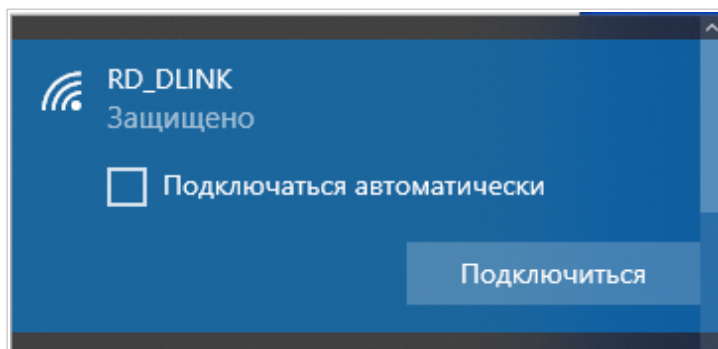 RD_DLINK
Защищено
Подключаться автоматически
Подключиться